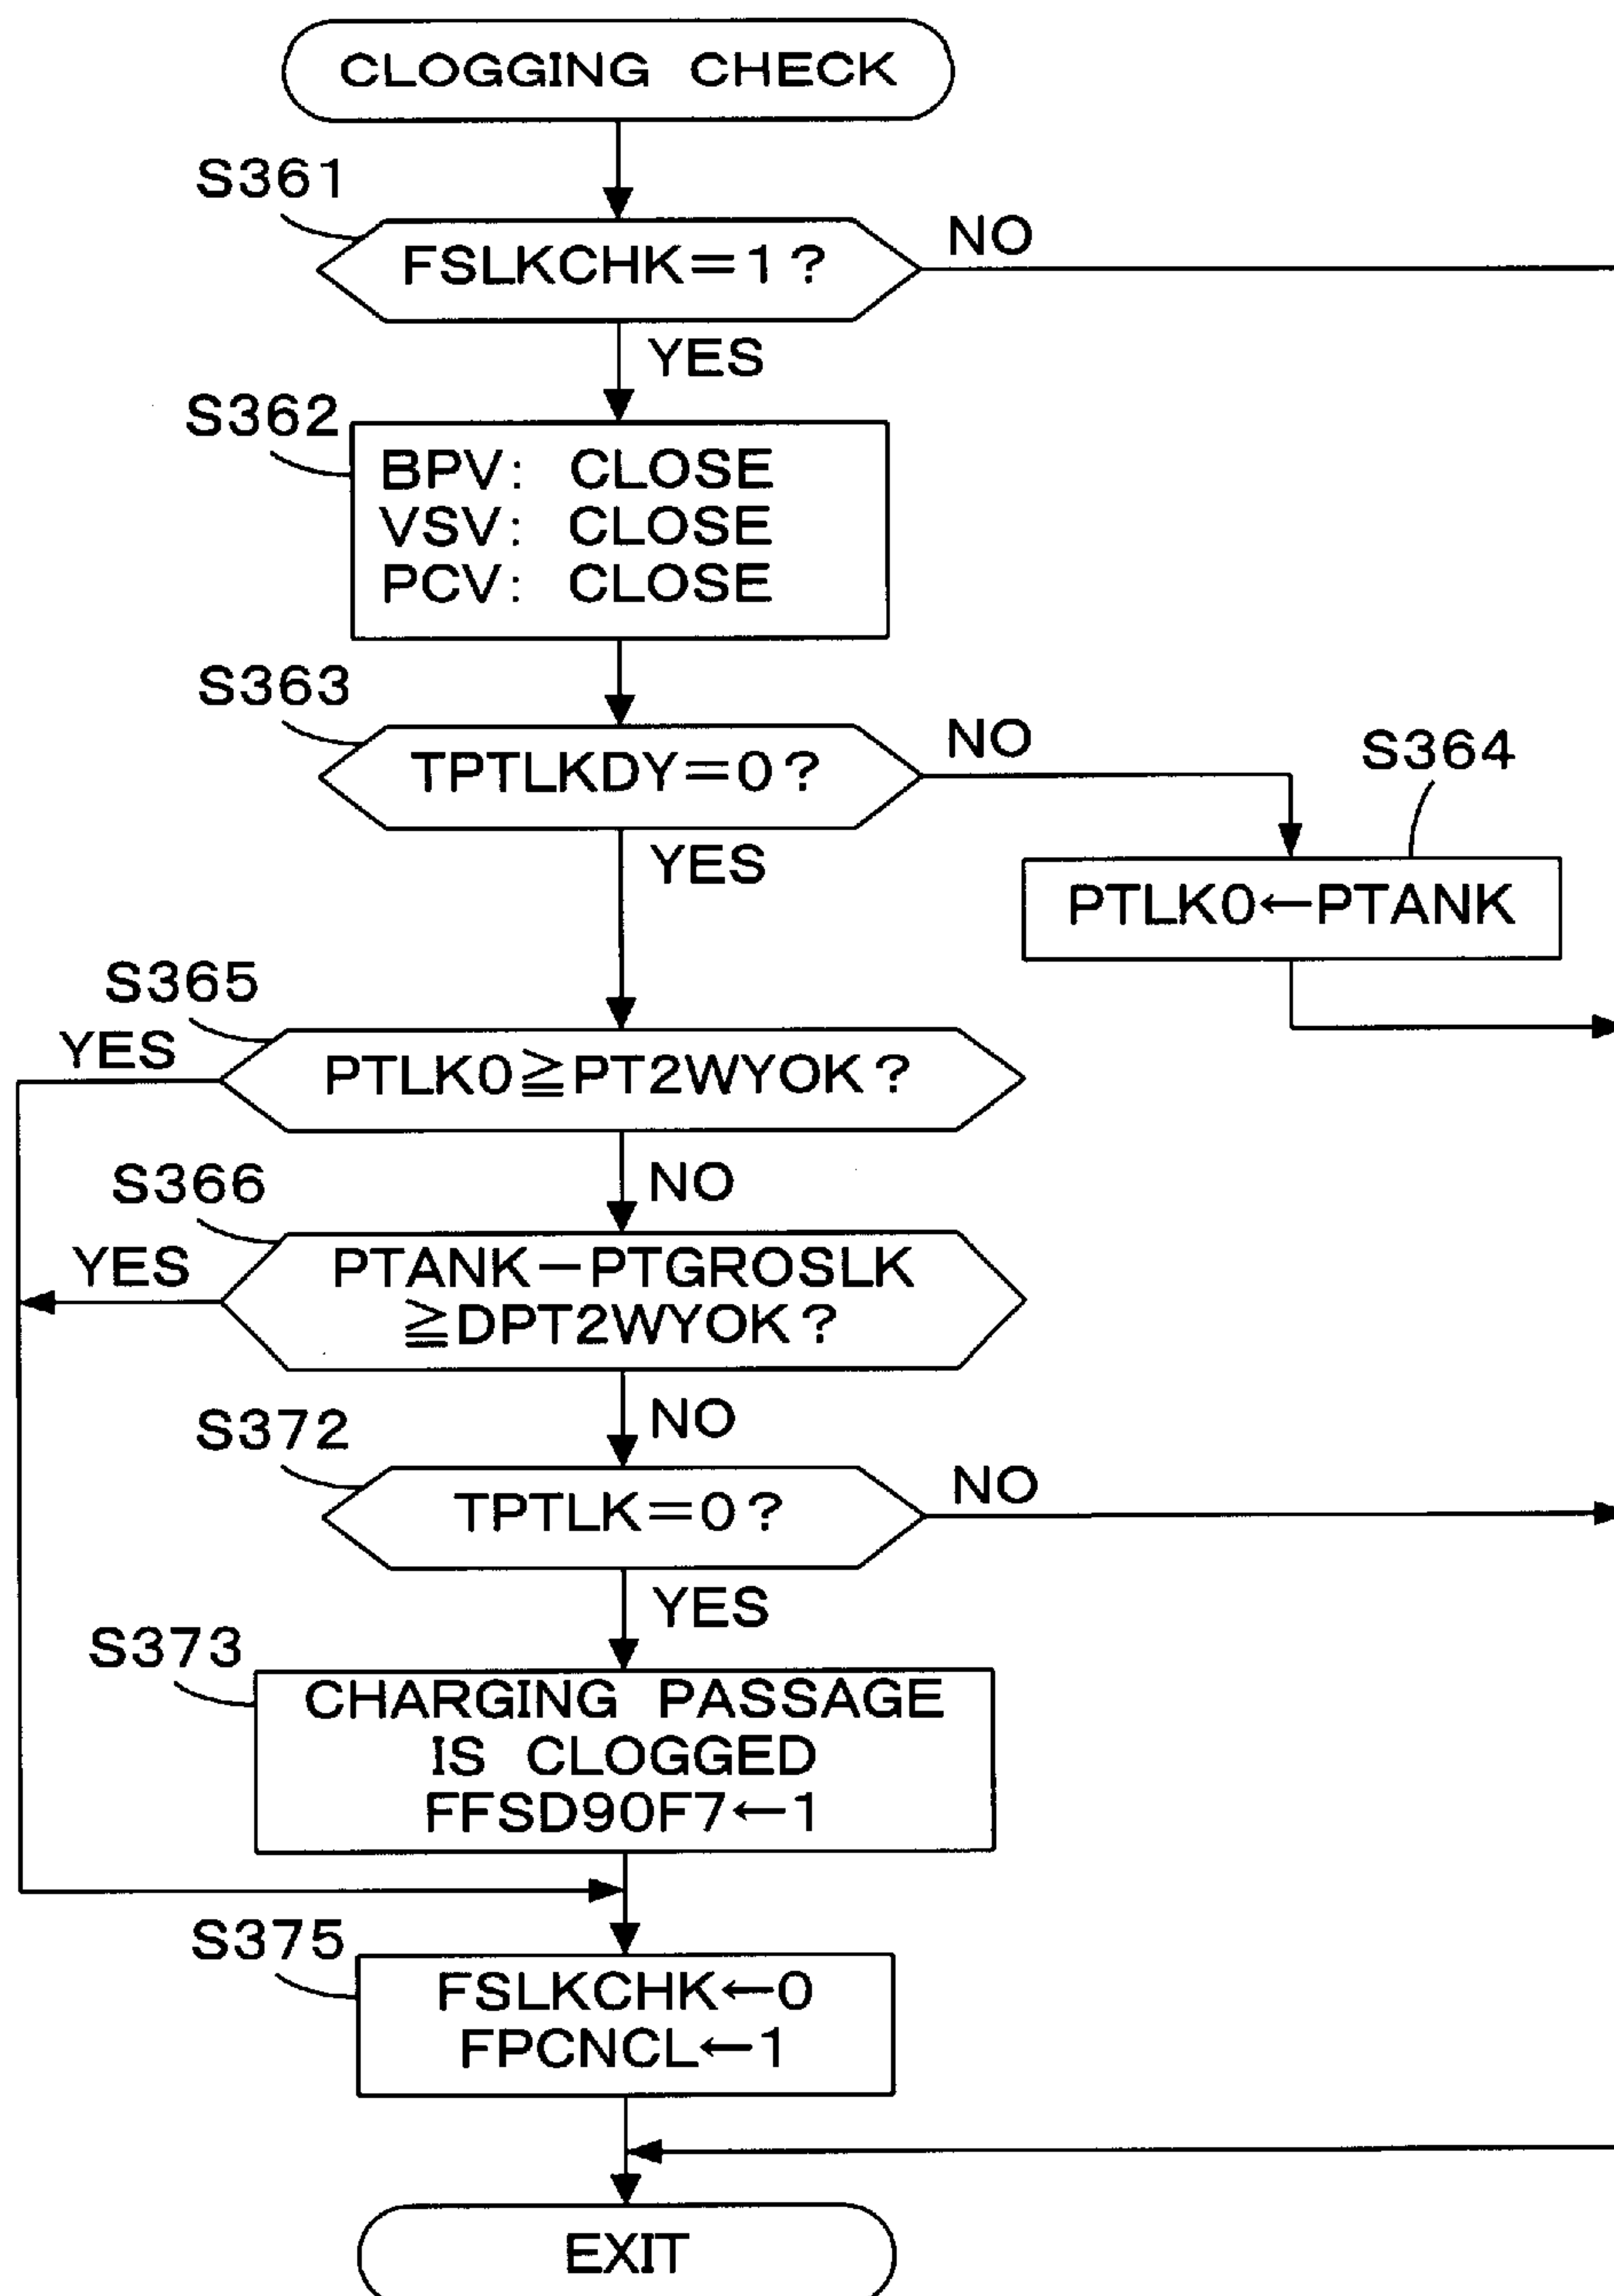 CLOGGING CHECK
S361
FSLKCHK=1?
NO
YES
S362
BPV: CLOSE
VSV: CLOSE
PCV: CLOSE
S363
TPTLKDY=0?
NO
YES
S364
PTLK0←PTANK
S365
YES
PTLK0≧PT2WYOK?
NO
S366
YES
PTANK−PTGROSLK
≧DPT2WYOK?
NO
S372
TPTLK=0?
NO
YES
S373
CHARGING PASSAGE
IS CLOGGED
FFSD90F7←1
S375
FSLKCHK←0
FPCNCL←1
EXIT